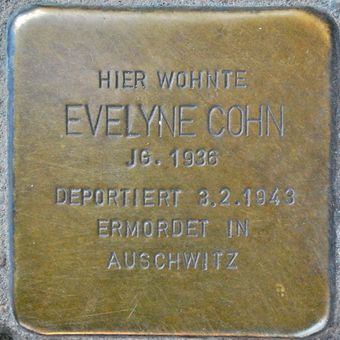 HIER WOHNTE
EVELYNE COHN
JG. 1936
DEPORTIERT 3.2.1943
ERMORDET IN
AUSCHWITZ